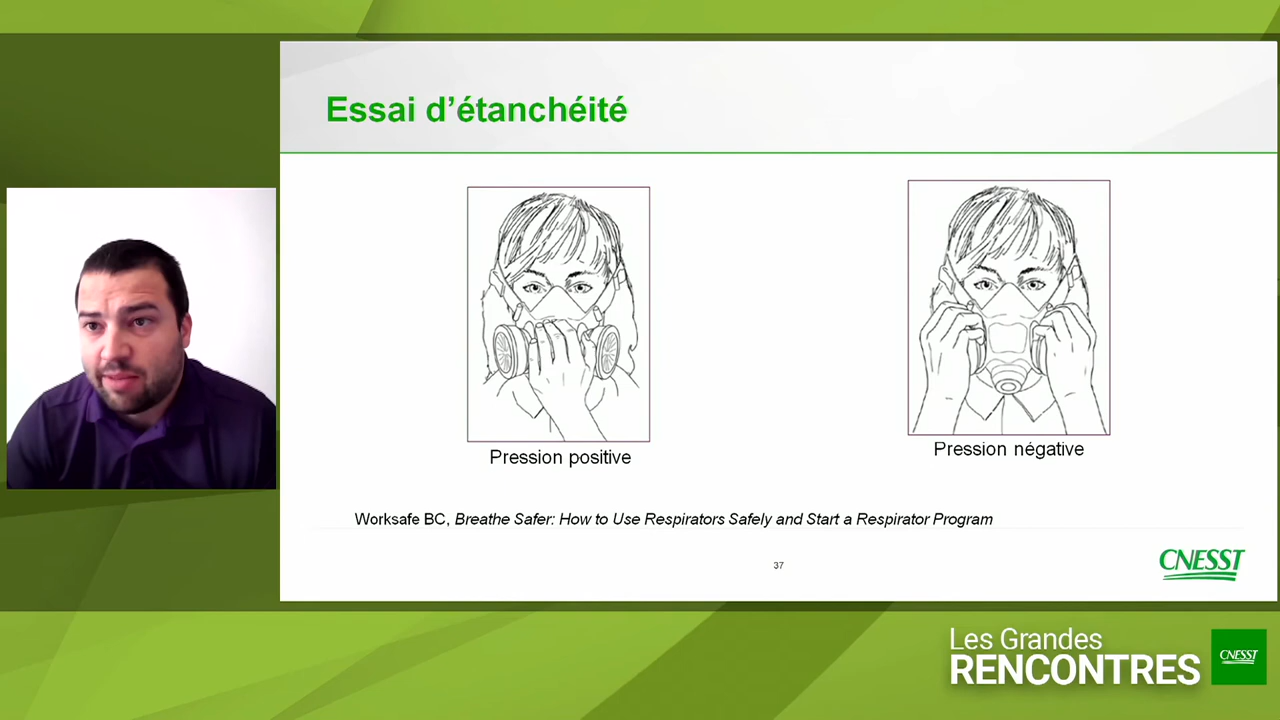 Essai d’étanchéité
Pression positive
Pression négative
Worksafe BC, Breathe Safer: How to Use Respirators Safely and Start a Respirator Program
37
CNESST
Les Grandes
RENCONTRES
CNESST